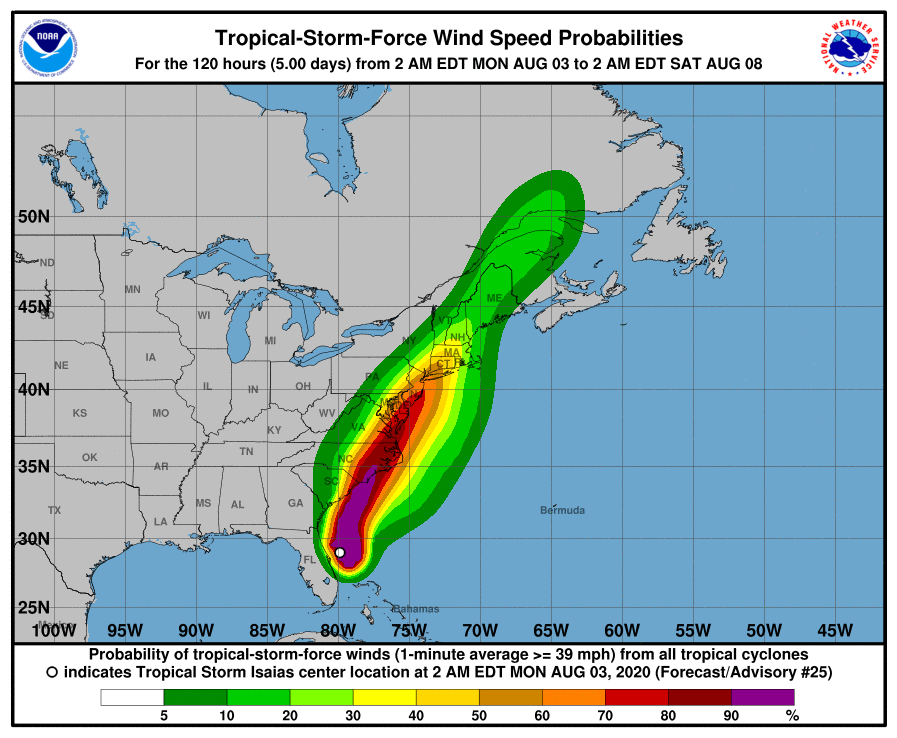 Tropical-Storm-Force Wind Speed Probabilities
For the 120 hours (5.00 days) from 2 AM EDT MON AUG 03 to 2 AM EDT SAT AUG 08
NOAA
NATIONAL WEATHER SERVICE
50N
ND
MN
ME
45N
SD
WI
VT
NH
MI
NY
MA
IA
CT
NE
PA
40N
IL
IN
OH
KS
MO
WV
VA
KY
TN
NC
OK
35N
AR
SC
MS
AL
GA
TX
LA
Bermuda
30N
FL
25N
Bahamas
Mexico
100W 95W 90W 85W 80W 75W 70W 65W 60W 55W 50W 45W
Probability of tropical-storm-force winds (1-minute average >= 39 mph) from all tropical cyclones
indicates Tropical Storm Isaias center location at 2 AM EDT MON AUG 03, 2020 (Forecast/Advisory #25)
5 10 20 30 40 50 60 70 80 90 %